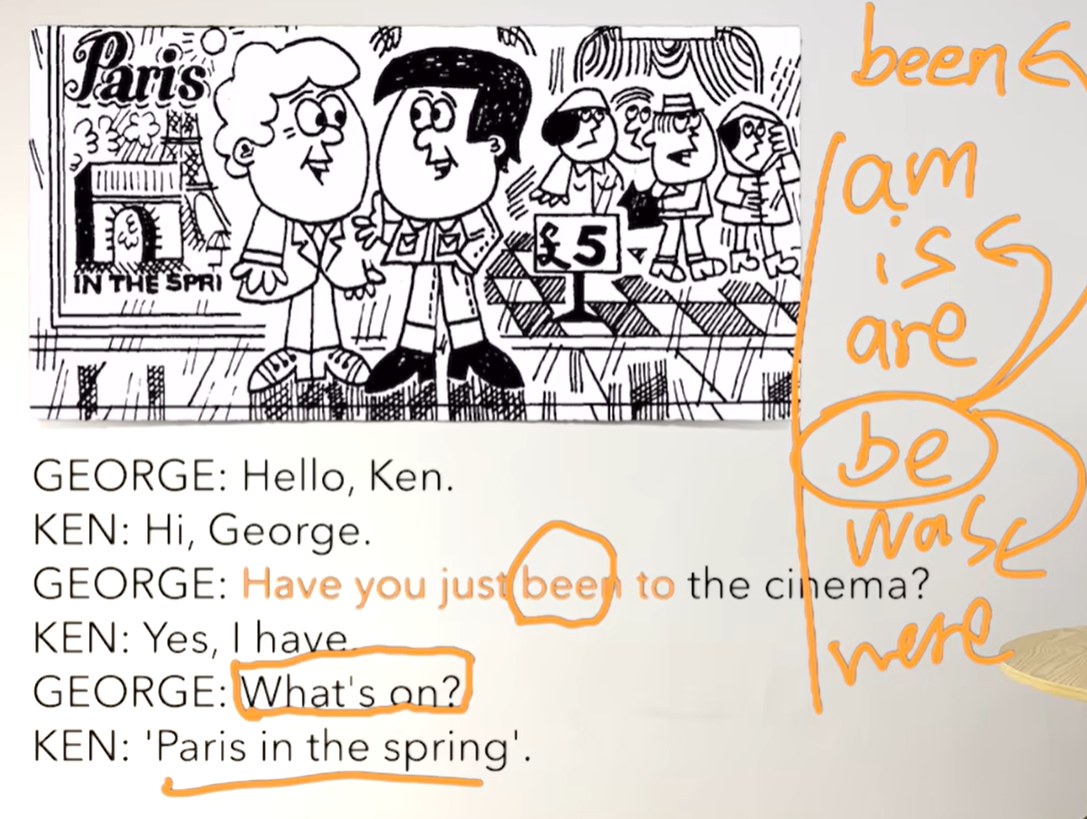 Paris
IN THE SPRI
£5
GEORGE: Hello, Ken.
KEN: Hi, George.
GEORGE: Have you just been to the cinema?
KEN: Yes, I have.
GEORGE: What's on?
KEN: 'Paris in the spring'.
been
am
is
are
be
was
were